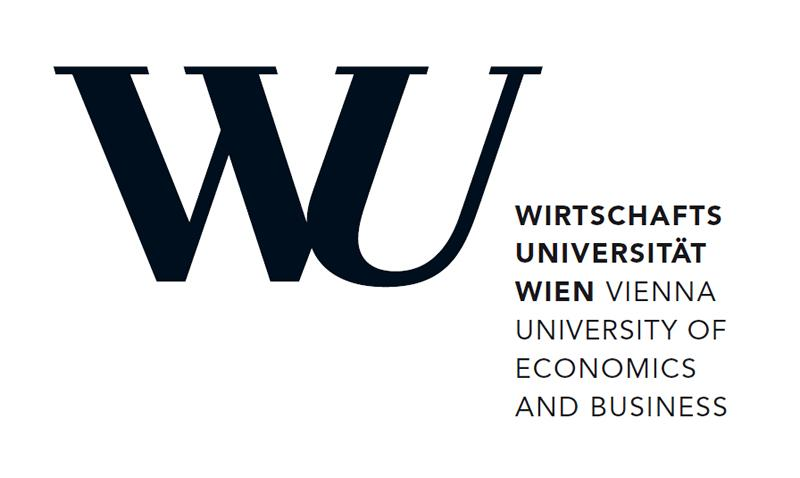 WU
WIRTSCHAFTS
UNIVERSITÄT
WIEN VIENNA
UNIVERSITY OF
ECONOMICS
AND BUSINESS